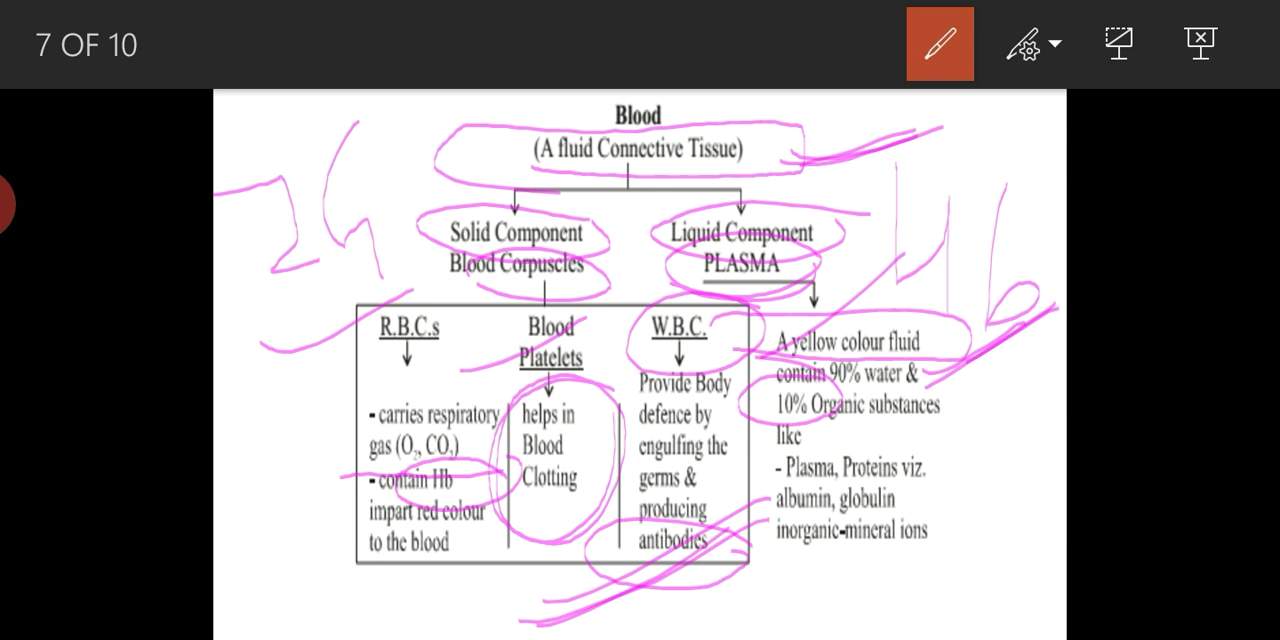 7 OF 10
Blood
(A fluid Connective Tissue)
Solid Component
Blood Corpuscles
Liquid Component
PLASMA
R.B.C.s
- carries respiratory
gas (O₂, CO₂)
- contain Hb
impart red colour
to the blood
Blood
Platelets
helps in
Blood
Clotting
W.B.C.
Provide Body
defence by
engulfing the
germs &
producing
antibodies
A yellow colour fluid
contain 90% water &
10% Organic substances
like
- Plasma, Proteins viz.
albumin, globulin
inorganic-mineral ions
Hb